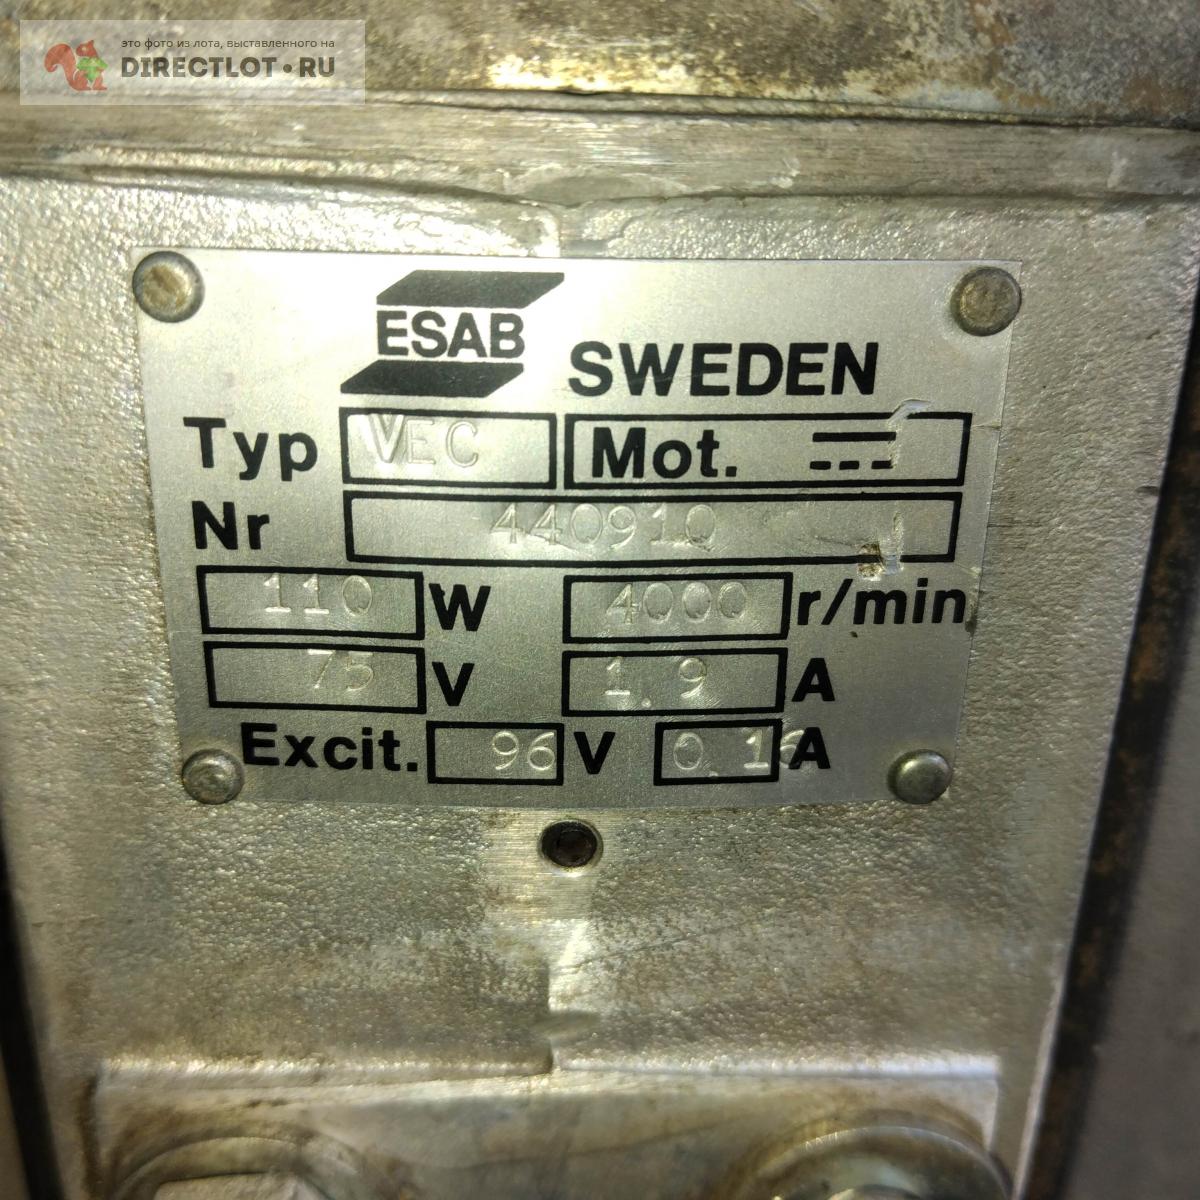 это фото из лота, выставленного на
DIRECTLOT•RU
ESAB SWEDEN
Typ VEC Mot.
Nr 440910
110 W 4000 r/min
75 V 1.9 A
Excit. 96 V 0.16 A